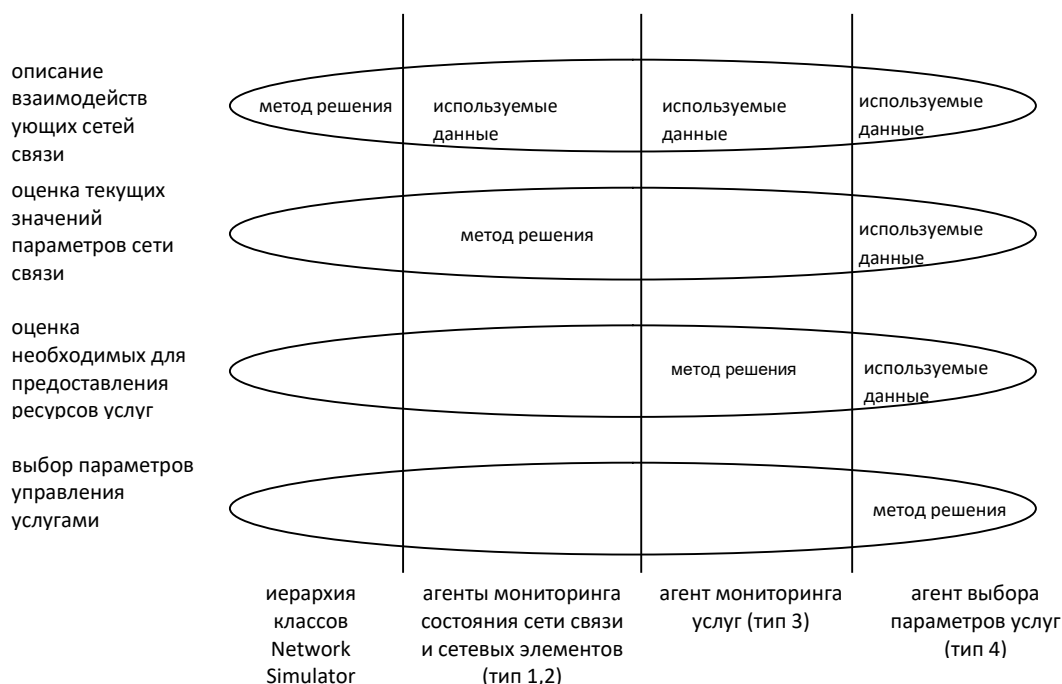 описание
взаимодейств
ующих сетей
связи
метод решения
используемые
данные
используемые
данные
используемые
данные
оценка текущих
значений
параметров сети
связи
метод решения
используемые
данные
оценка
необходимых для
предоставления
ресурсов услуг
метод решения
используемые
данные
выбор параметров
управления
услугами
метод решения
иерархия
классов
Network
Simulator
агенты мониторинга
состояния сети связи
и сетевых элементов
(тип 1,2)
агент мониторинга
услуг (тип 3)
агент выбора
параметров услуг
(тип 4)